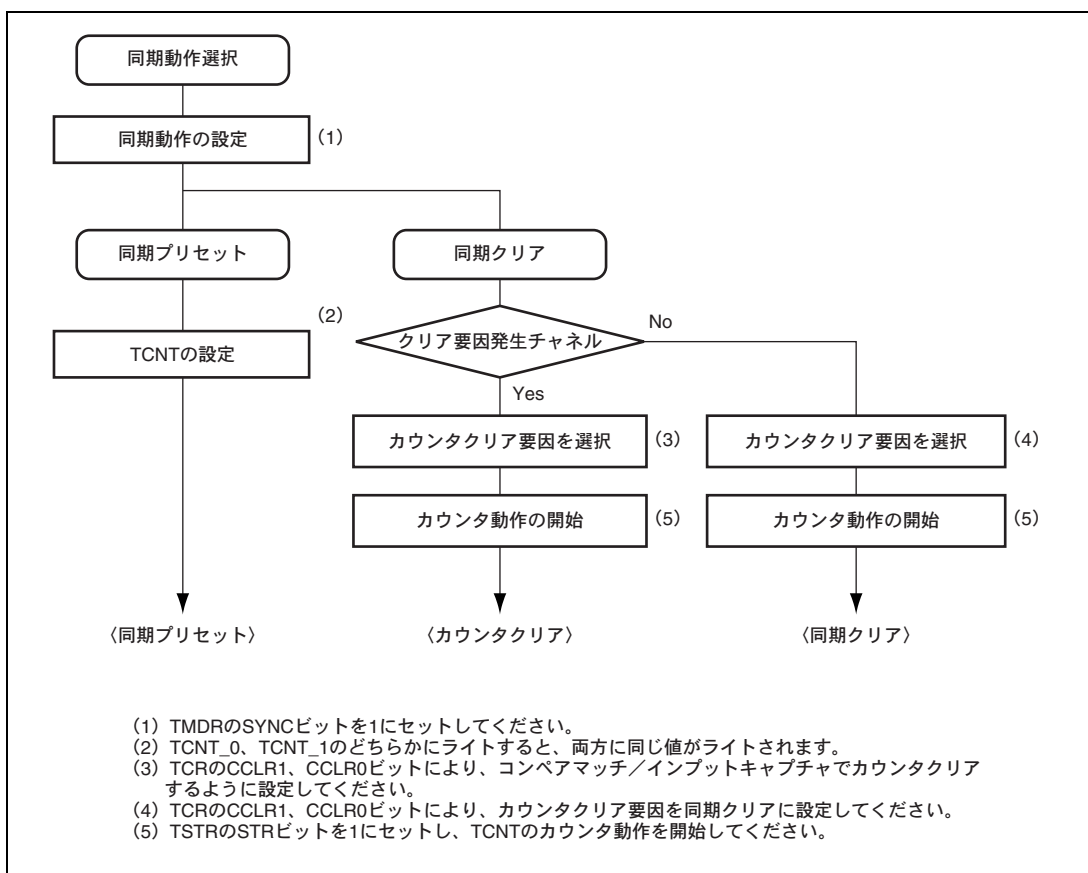 同期動作選択
同期動作の設定 (1)
同期プリセット 同期クリア
(2)
TCNTの設定
クリア要因発生チャネル
No
Yes
カウンタクリア要因を選択 (3) カウンタクリア要因を選択 (4)
カウンタ動作の開始 (5) カウンタ動作の開始 (5)
〈同期プリセット〉 〈カウンタクリア〉 〈同期クリア〉
(1) TMDRのSYNCビットを1にセットしてください。
(2) TCNT_0、TCNT_1のどちらかにライトすると、両方に同じ値がライトされます。
(3) TCRのCCLR1、CCLR0ビットにより、コンペアマッチ／インプットキャプチャでカウンタクリア
するように設定してください。
(4) TCRのCCLR1、CCLR0ビットにより、カウンタクリア要因を同期クリアに設定してください。
(5) TSTRのSTRビットを1にセットし、TCNTのカウンタ動作を開始してください。